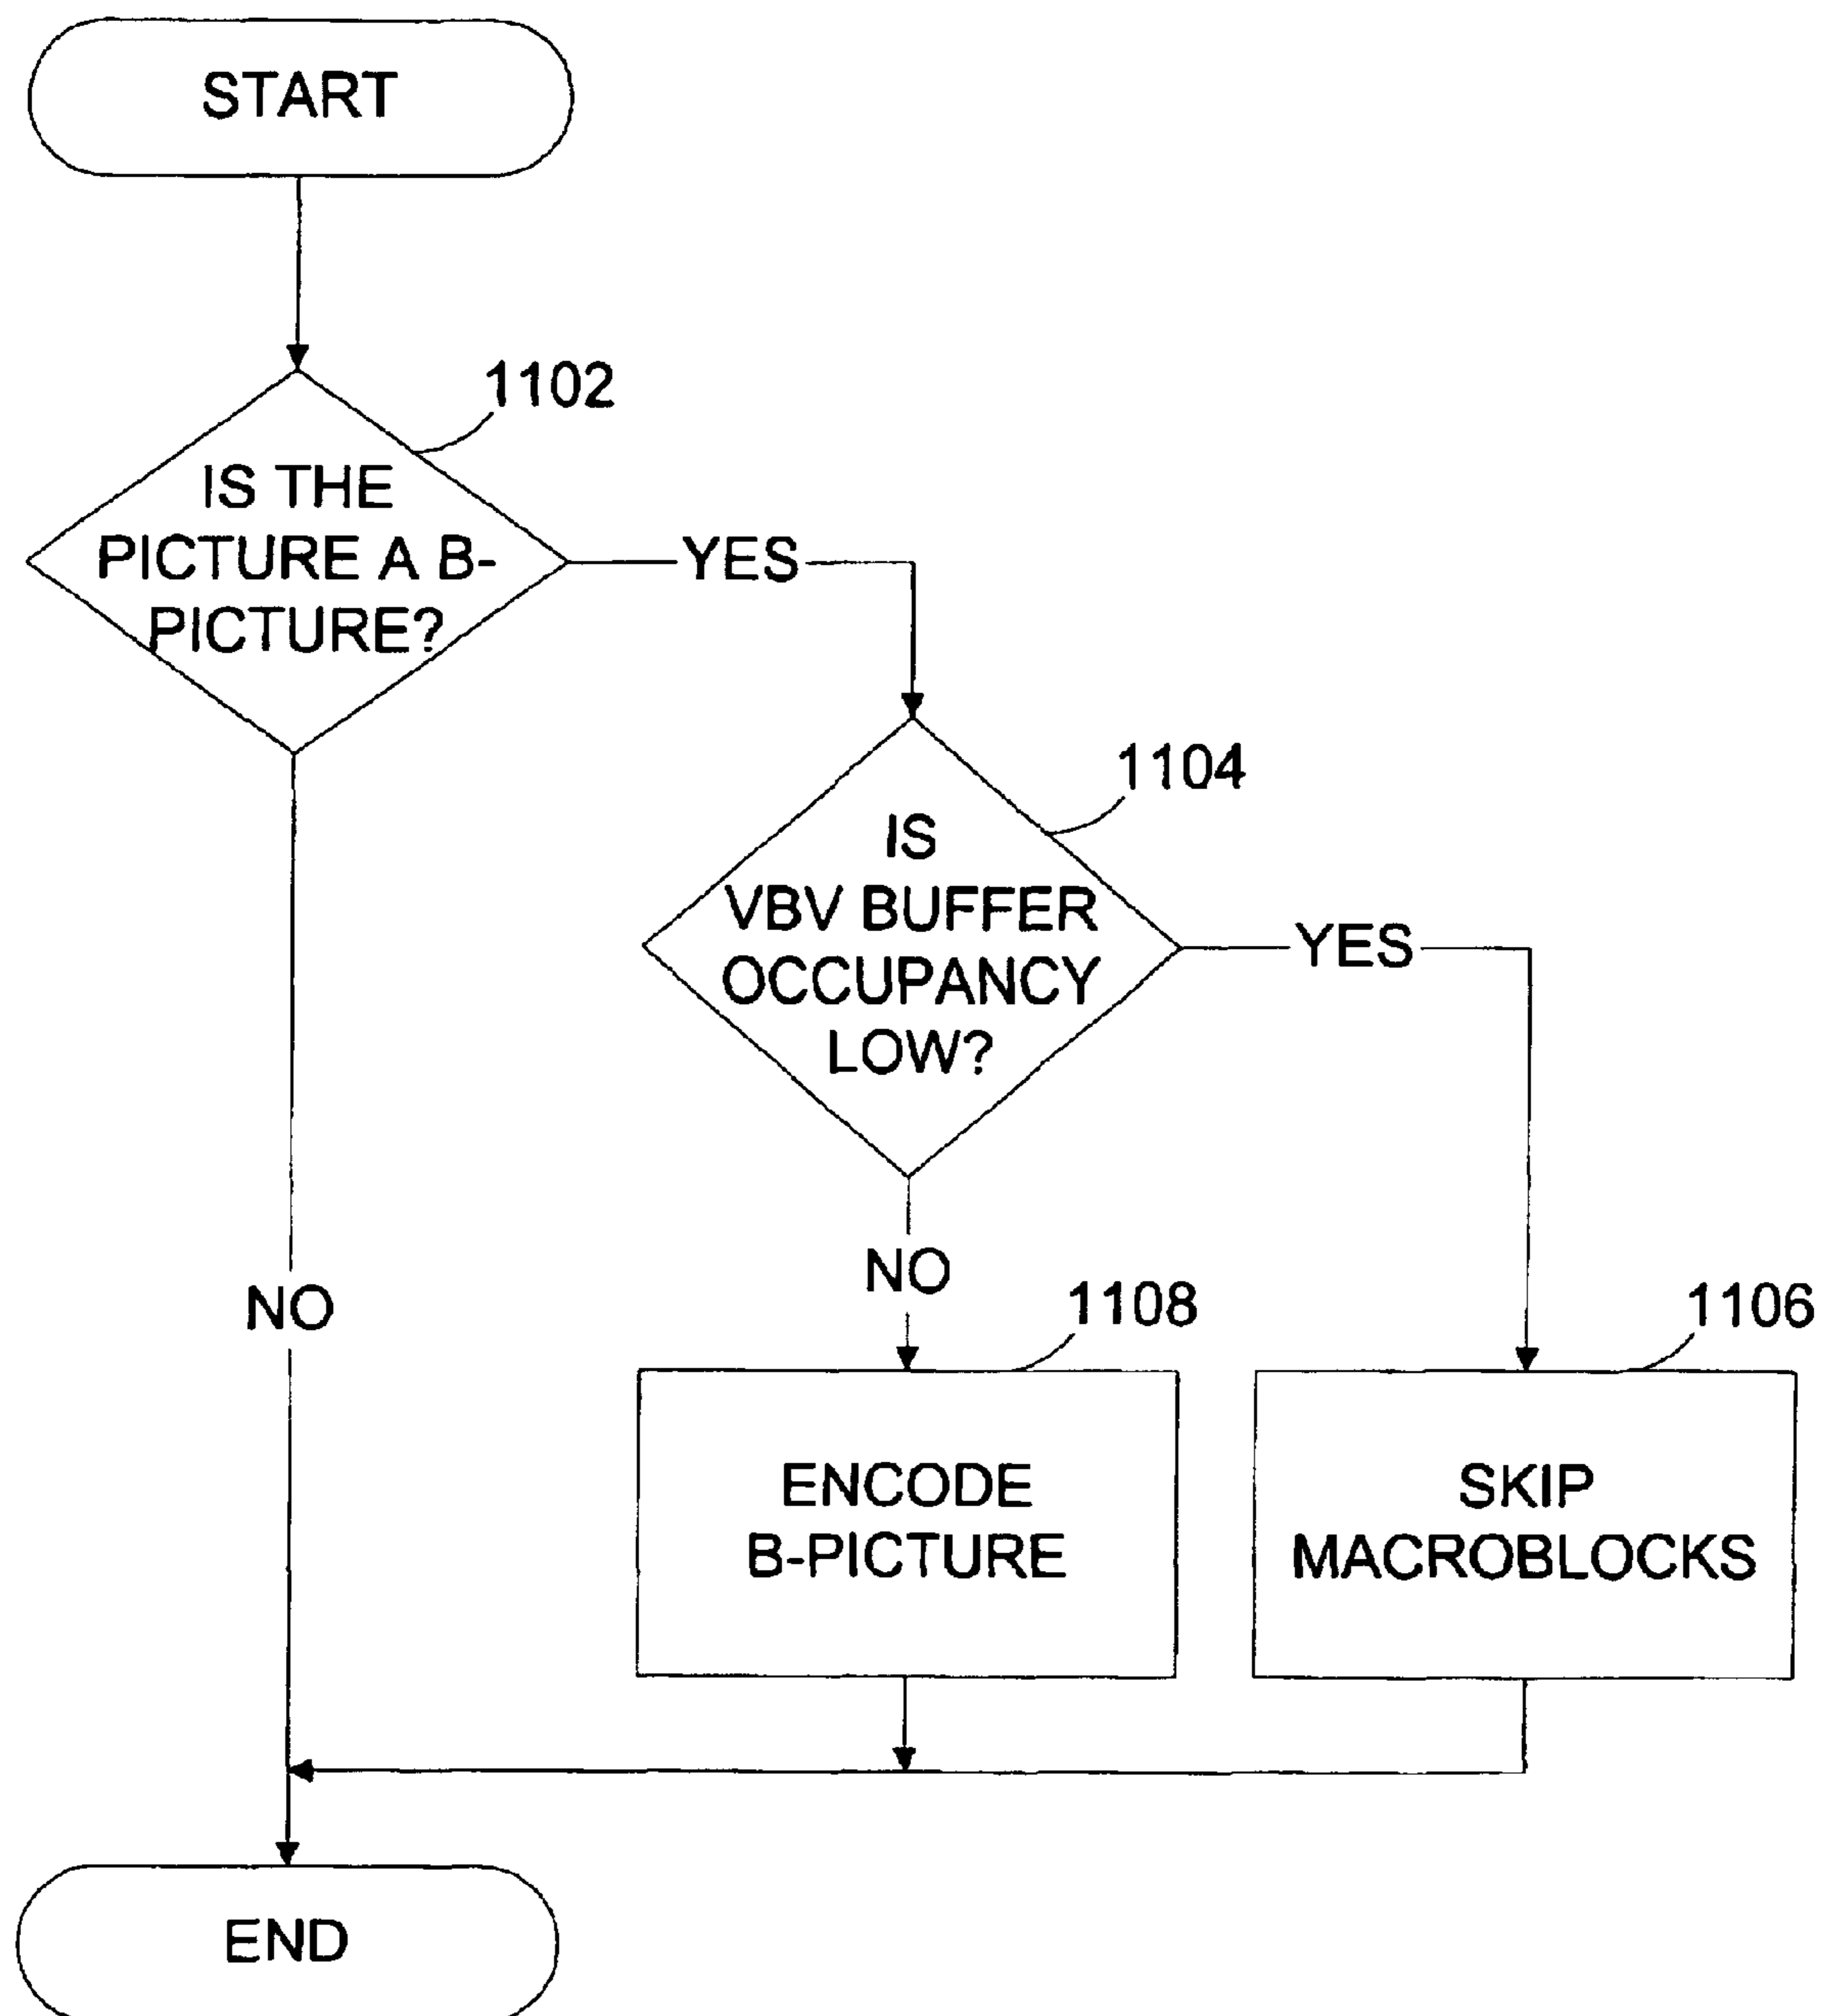 START
1102
IS THE
PICTURE A B-
PICTURE?
YES
1104
IS
VBV BUFFER
OCCUPANCY
LOW?
YES
NO
NO
1108
1106
ENCODE
B-PICTURE
SKIP
MACROBLOCKS
END